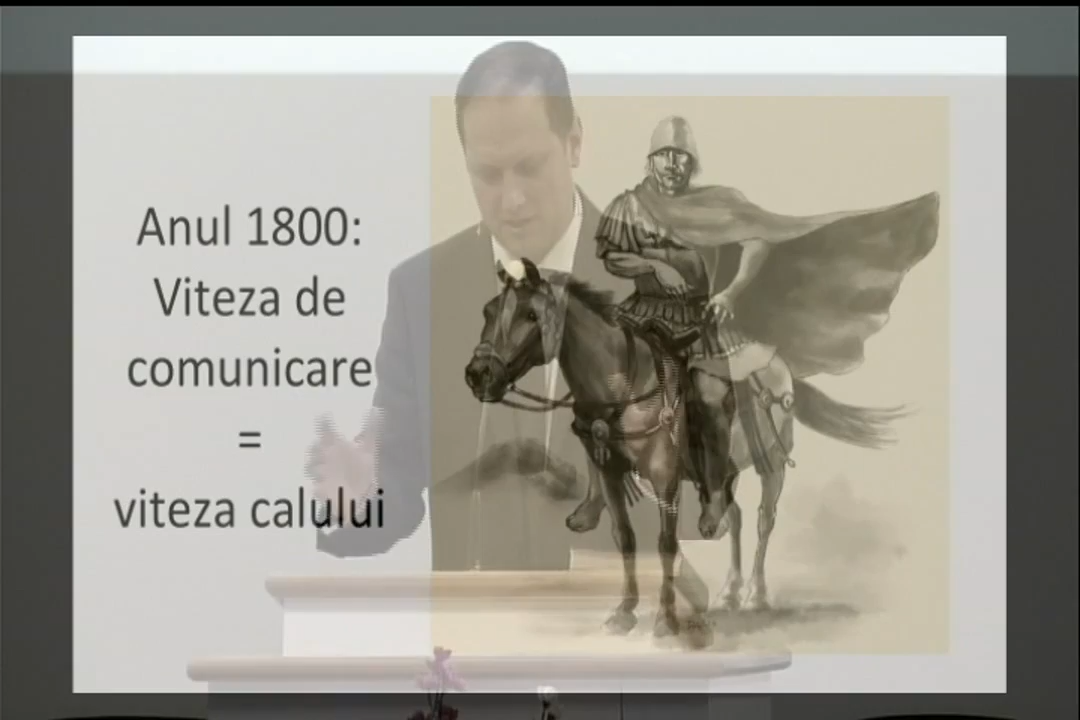 Anul 1800:
Viteza de
comunicare
=
viteza calului